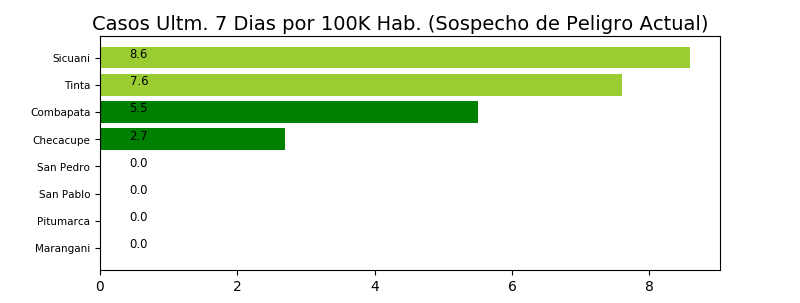 Casos Ultm. 7 Dias por 100K Hab. (Sospecho de Peligro Actual)
Sicuani 8.6
Tinta 7.6
Combapata 5.5
Checacupe 2.7
San Pedro 0.0
San Pablo 0.0
Pitumarca 0.0
Marangani 0.0
0 2 4 6 8